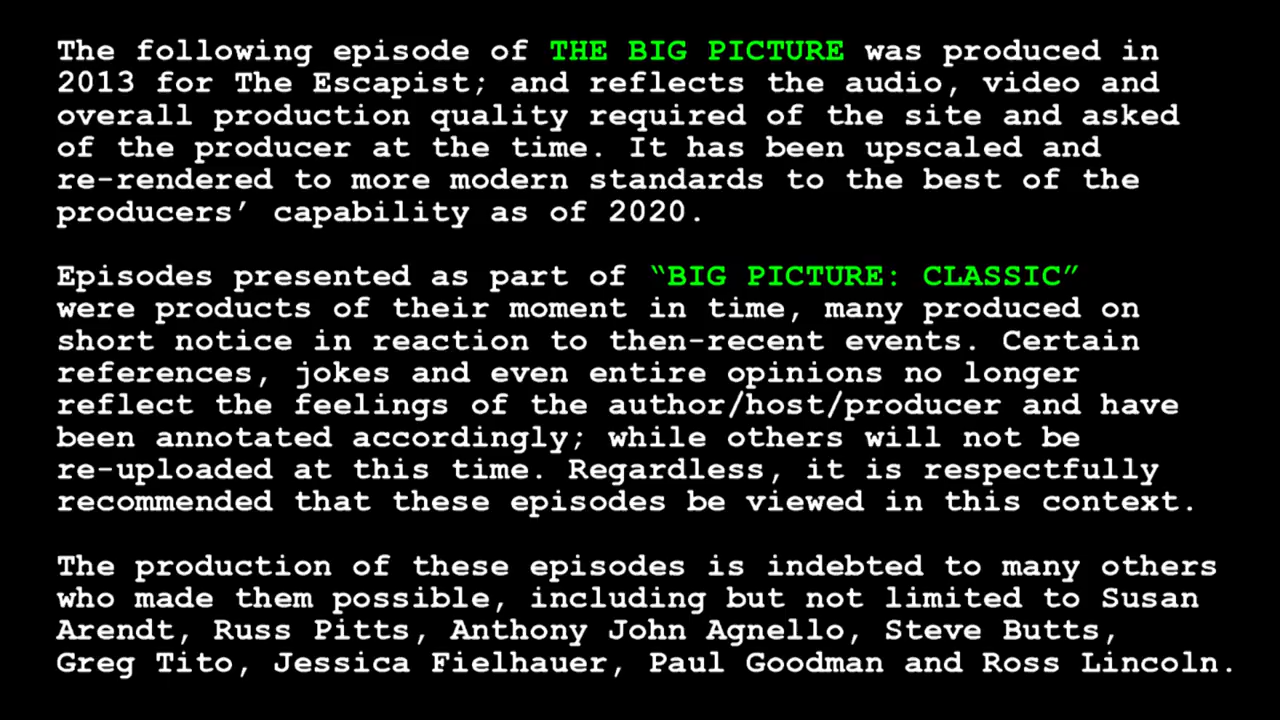 The following episode of THE BIG PICTURE was produced in
2013 for The Escapist; and reflects the audio, video and
overall production quality required of the site and asked
of the producer at the time. It has been upscaled and
re-rendered to more modern standards to the best of the
producers’ capability as of 2020.
Episodes presented as part of “BIG PICTURE: CLASSIC”
were products of their moment in time, many produced on
short notice in reaction to then-recent events. Certain
references, jokes and even entire opinions no longer
reflect the feelings of the author/host/producer and have
been annotated accordingly; while others will not be
re-uploaded at this time. Regardless, it is respectfully
recommended that these episodes be viewed in this context.
The production of these episodes is indebted to many others
who made them possible, including but not limited to Susan
Arendt, Russ Pitts, Anthony John Agnello, Steve Butts,
Greg Tito, Jessica Fielhauer, Paul Goodman and Ross Lincoln.